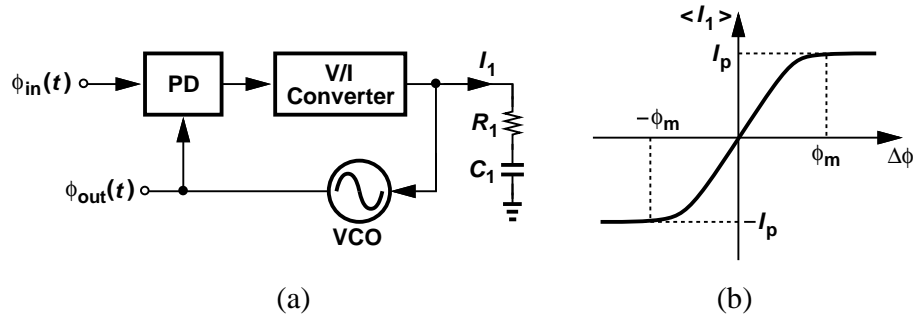 ϕin(t)
PD
V/I
Converter
I1
R1
C1
ϕout(t)
VCO
(a)
<I1>
Ip
−ϕm
ϕm
Δϕ
−Ip
(b)